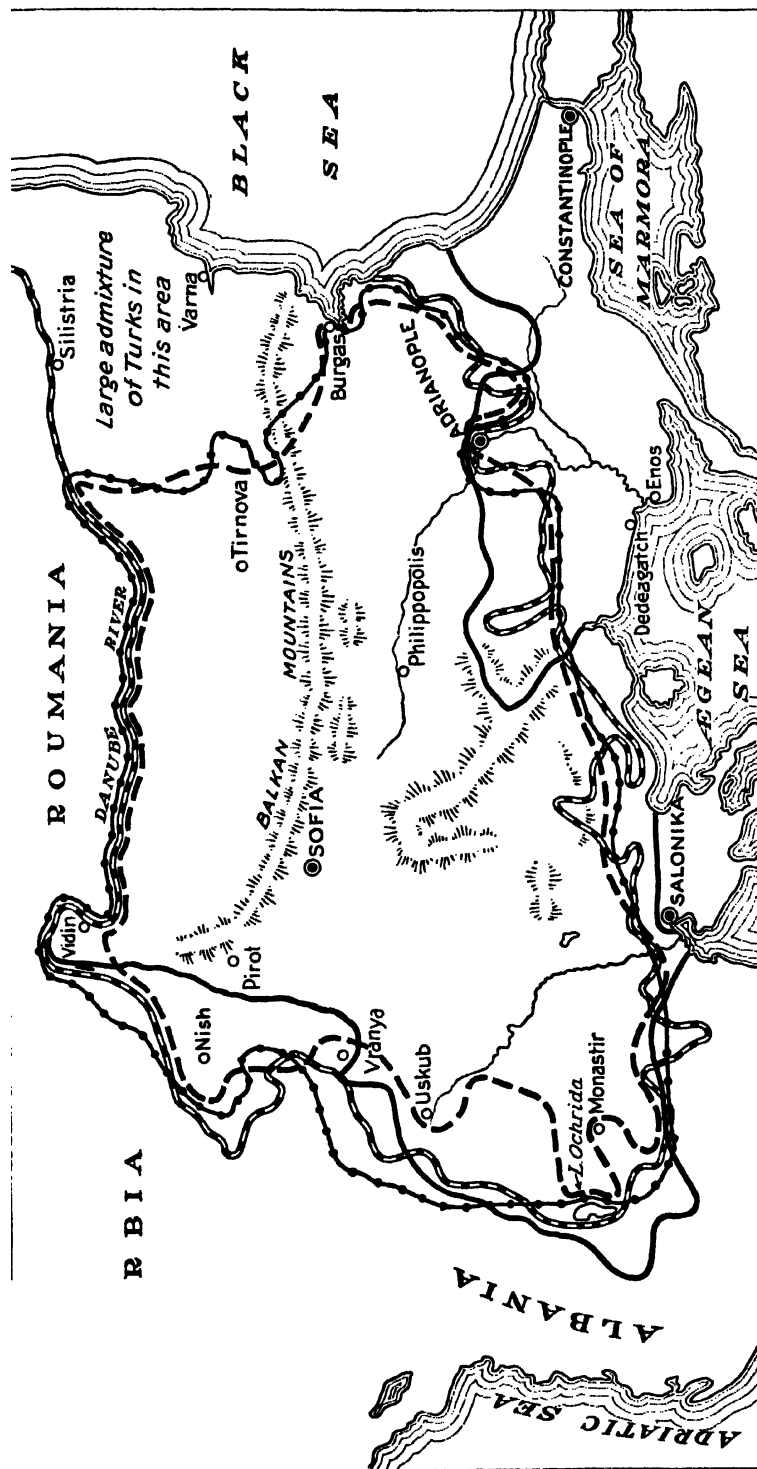 BLACK
SEA
ROUMANIA
RBIA
ALBANIA
ADRIATIC SEA
ÆGEAN
SEA
SEA OF
MARMORA
CONSTANTINOPLE
Silistria
Large admixture
of Turks in
this area
Varna
Burgas
ADRIANOPLE
Tirnova
DANUBE
RIVER
BALKAN
MOUNTAINS
Philippopolis
Enos
Dedéagatch
SOFIA
SALONIKA
Vidin
Pirot
Nish
Vranya
Uskub
L.Ochrida
Monastir